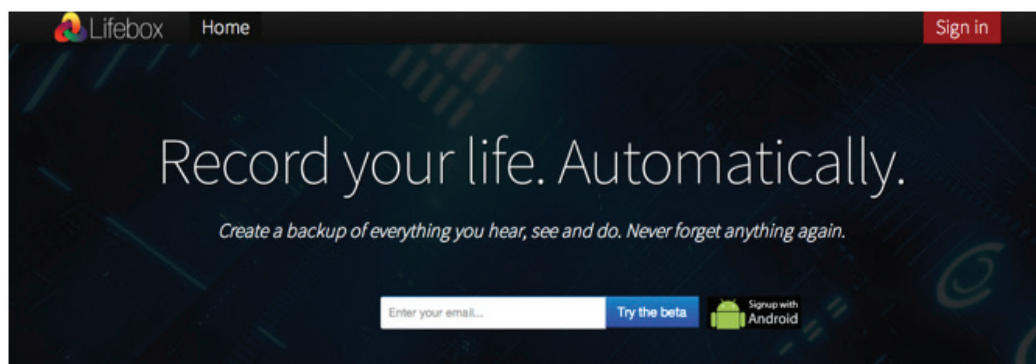 Lifebox Home Sign in
Record your life. Automatically.
Create a backup of everything you hear, see and do. Never forget anything again.
Enter your email... Try the beta Signup with
Android